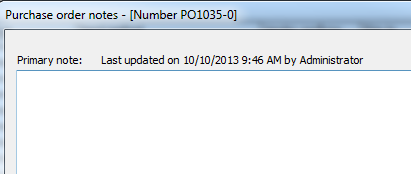 Purchase order notes - [Number PO1035-0]
Primary note: Last updated on 10/10/2013 9:46 AM by Administrator